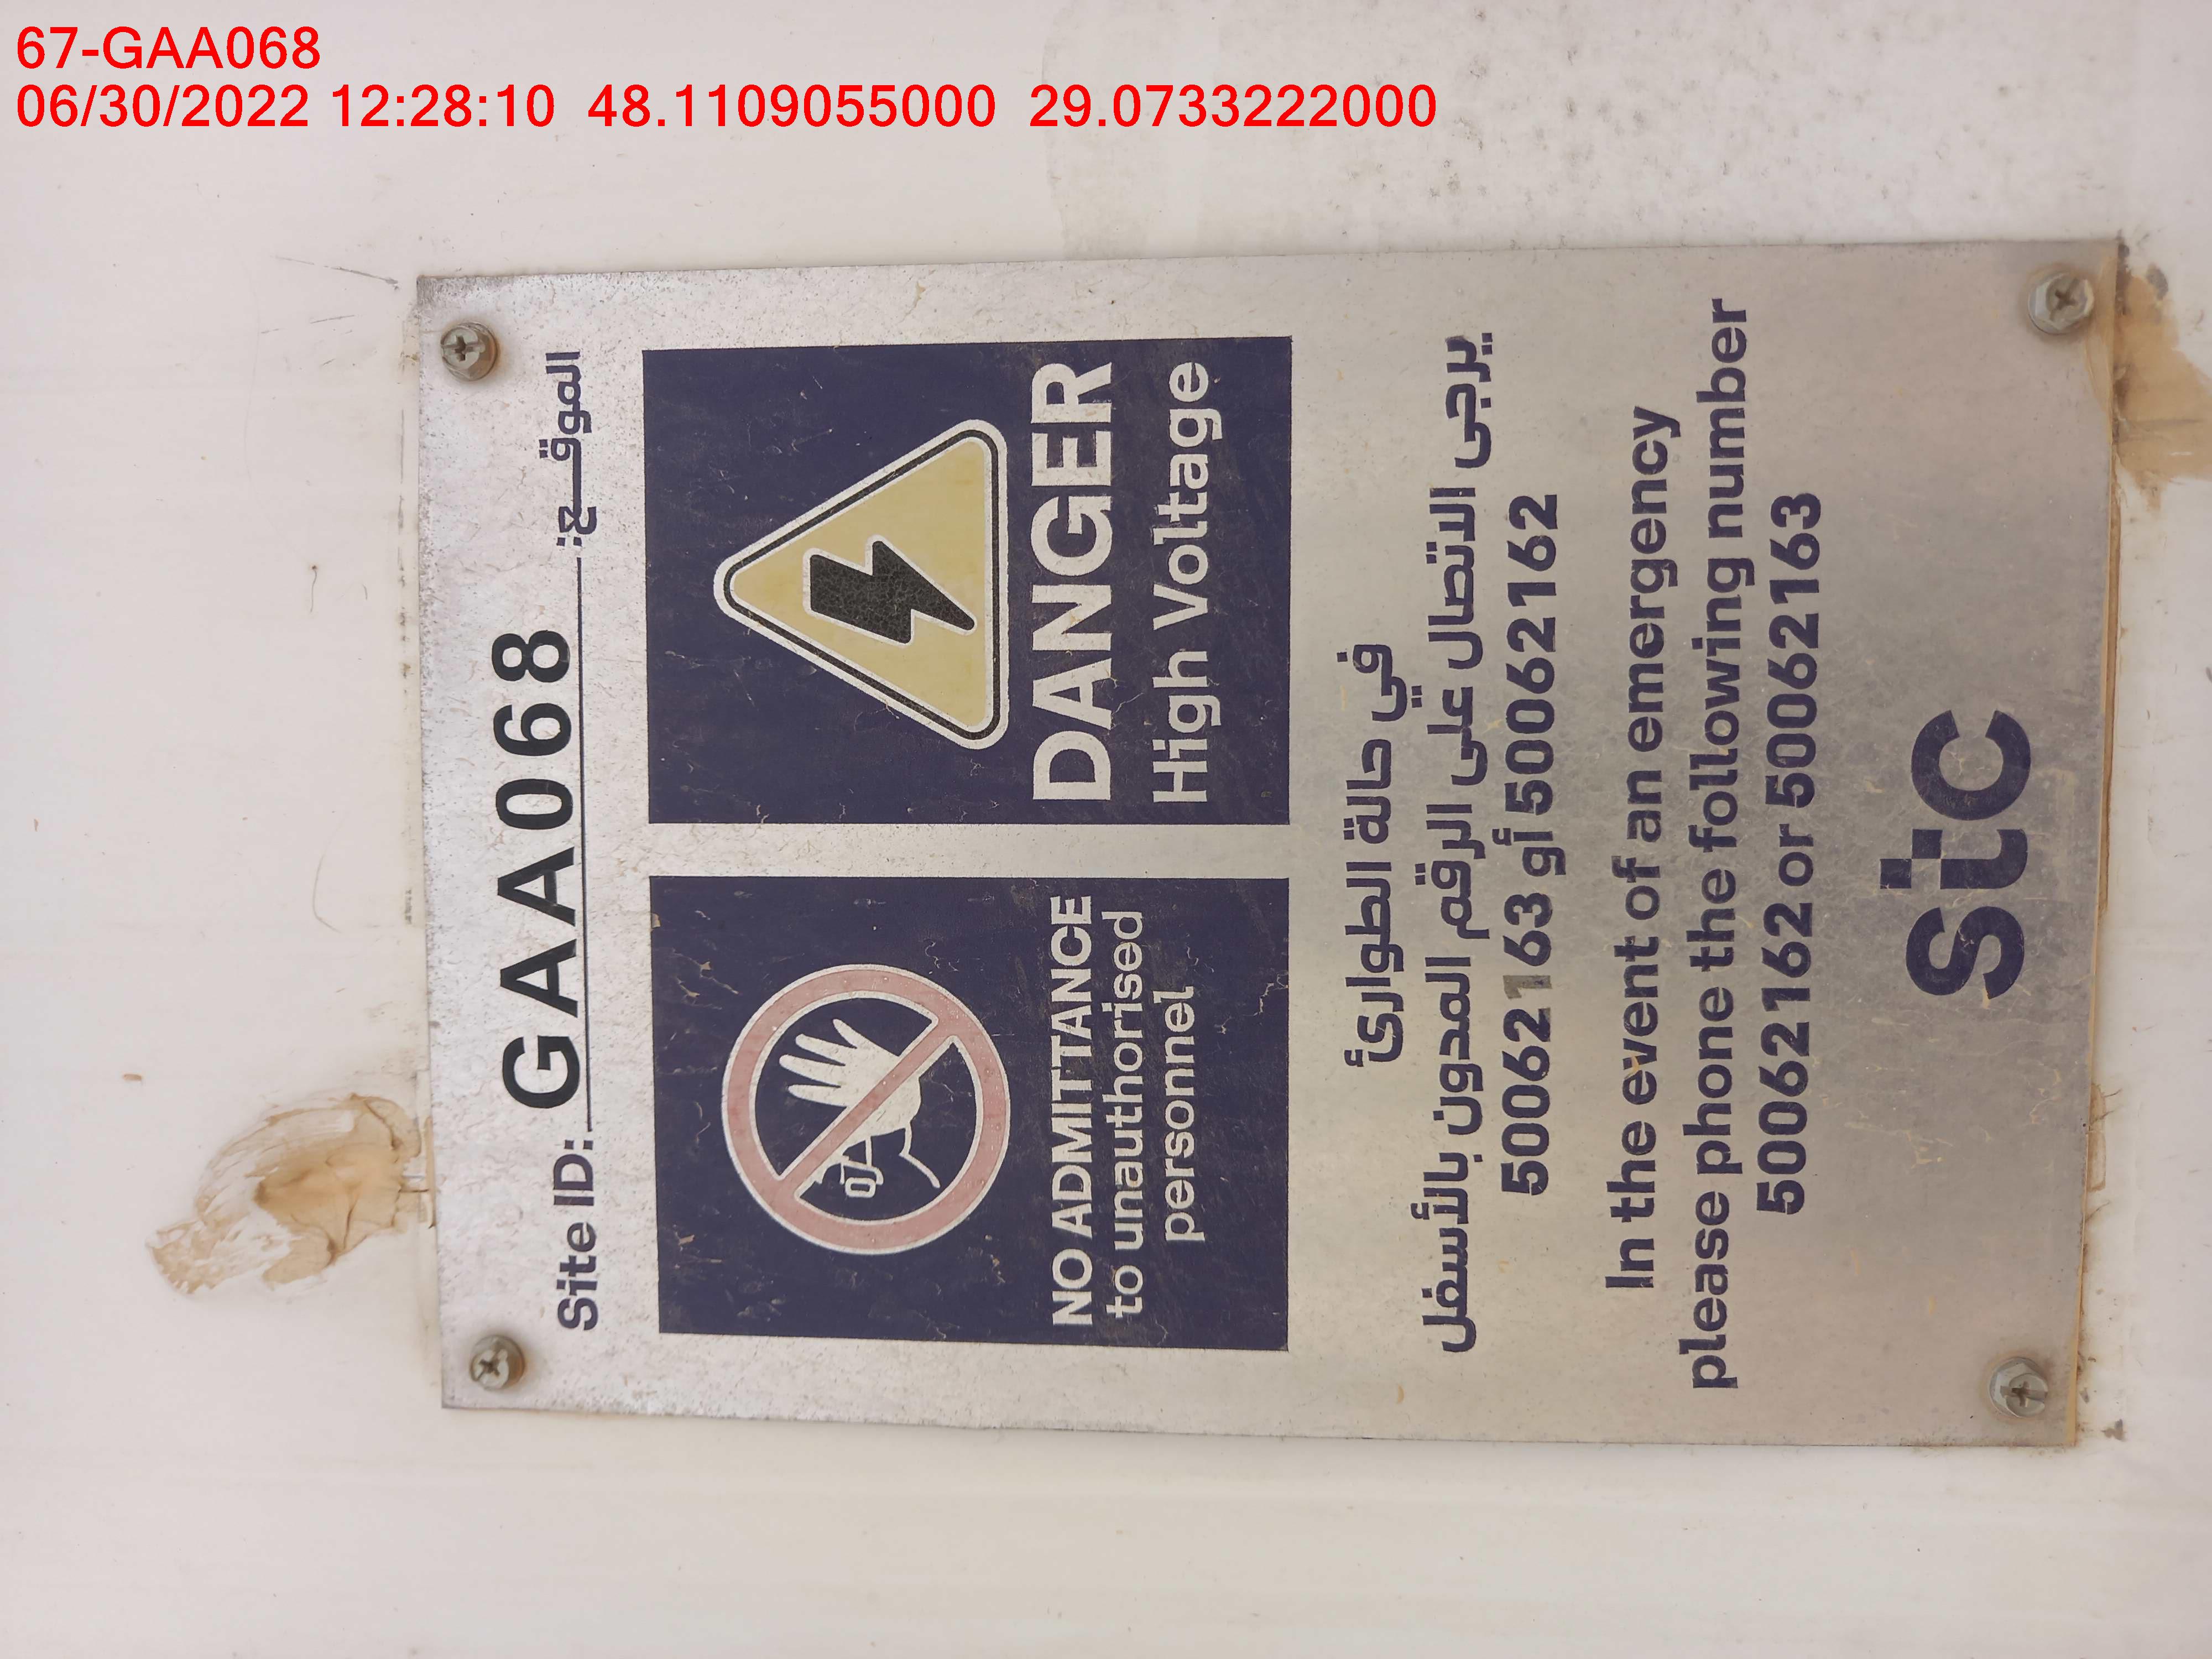 67-GAA068
06/30/2022 12:28:10 48.1109055000 29.0733222000
Site ID: GAA068 الموقــع:
NO ADMITTANCE
to unauthorised
personnel
DANGER
High Voltage
في حالة الطوارئ
يرجى الاتصال على الرقم المدون بالأسفل
50062163 أو 50062162
In the event of an emergency
please phone the following number
50062162 or 50062163
stc